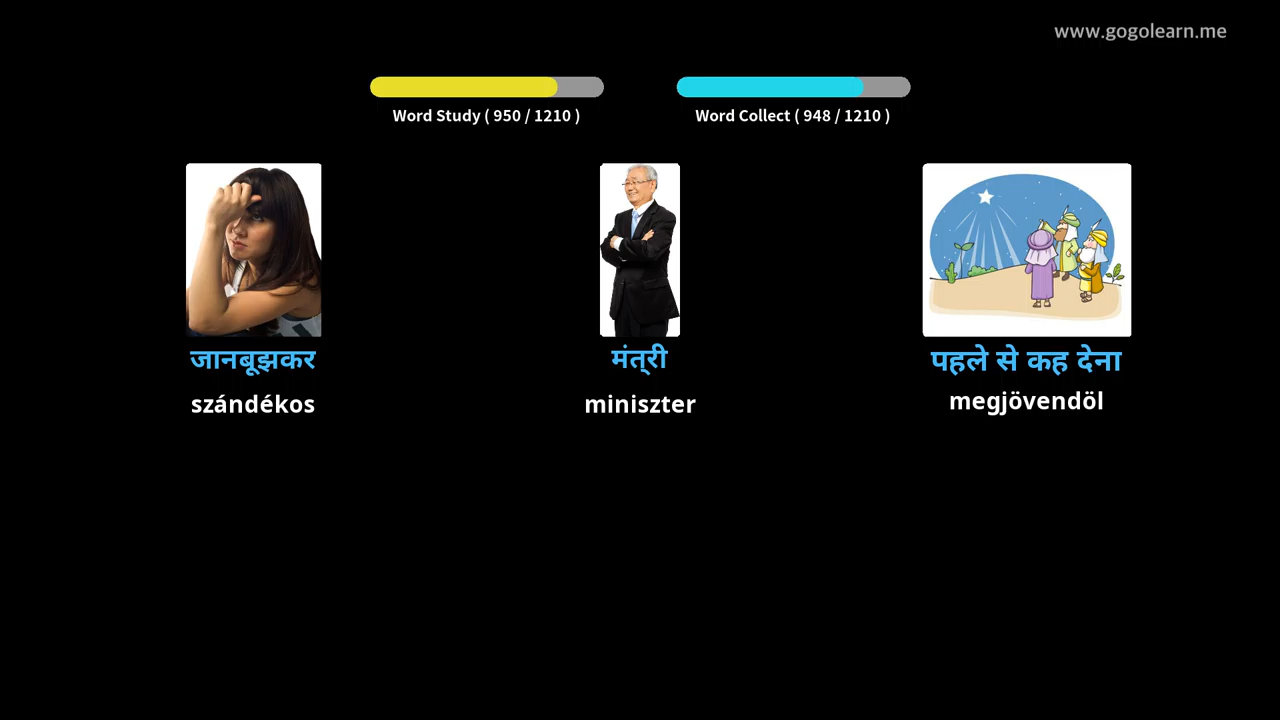 www.gogolearn.me
Word Study ( 950 / 1210 )
Word Collect ( 948 / 1210 )
जानबूझकर
मंत्री
पहले से कह देना
szándékos
miniszter
megjövendöl